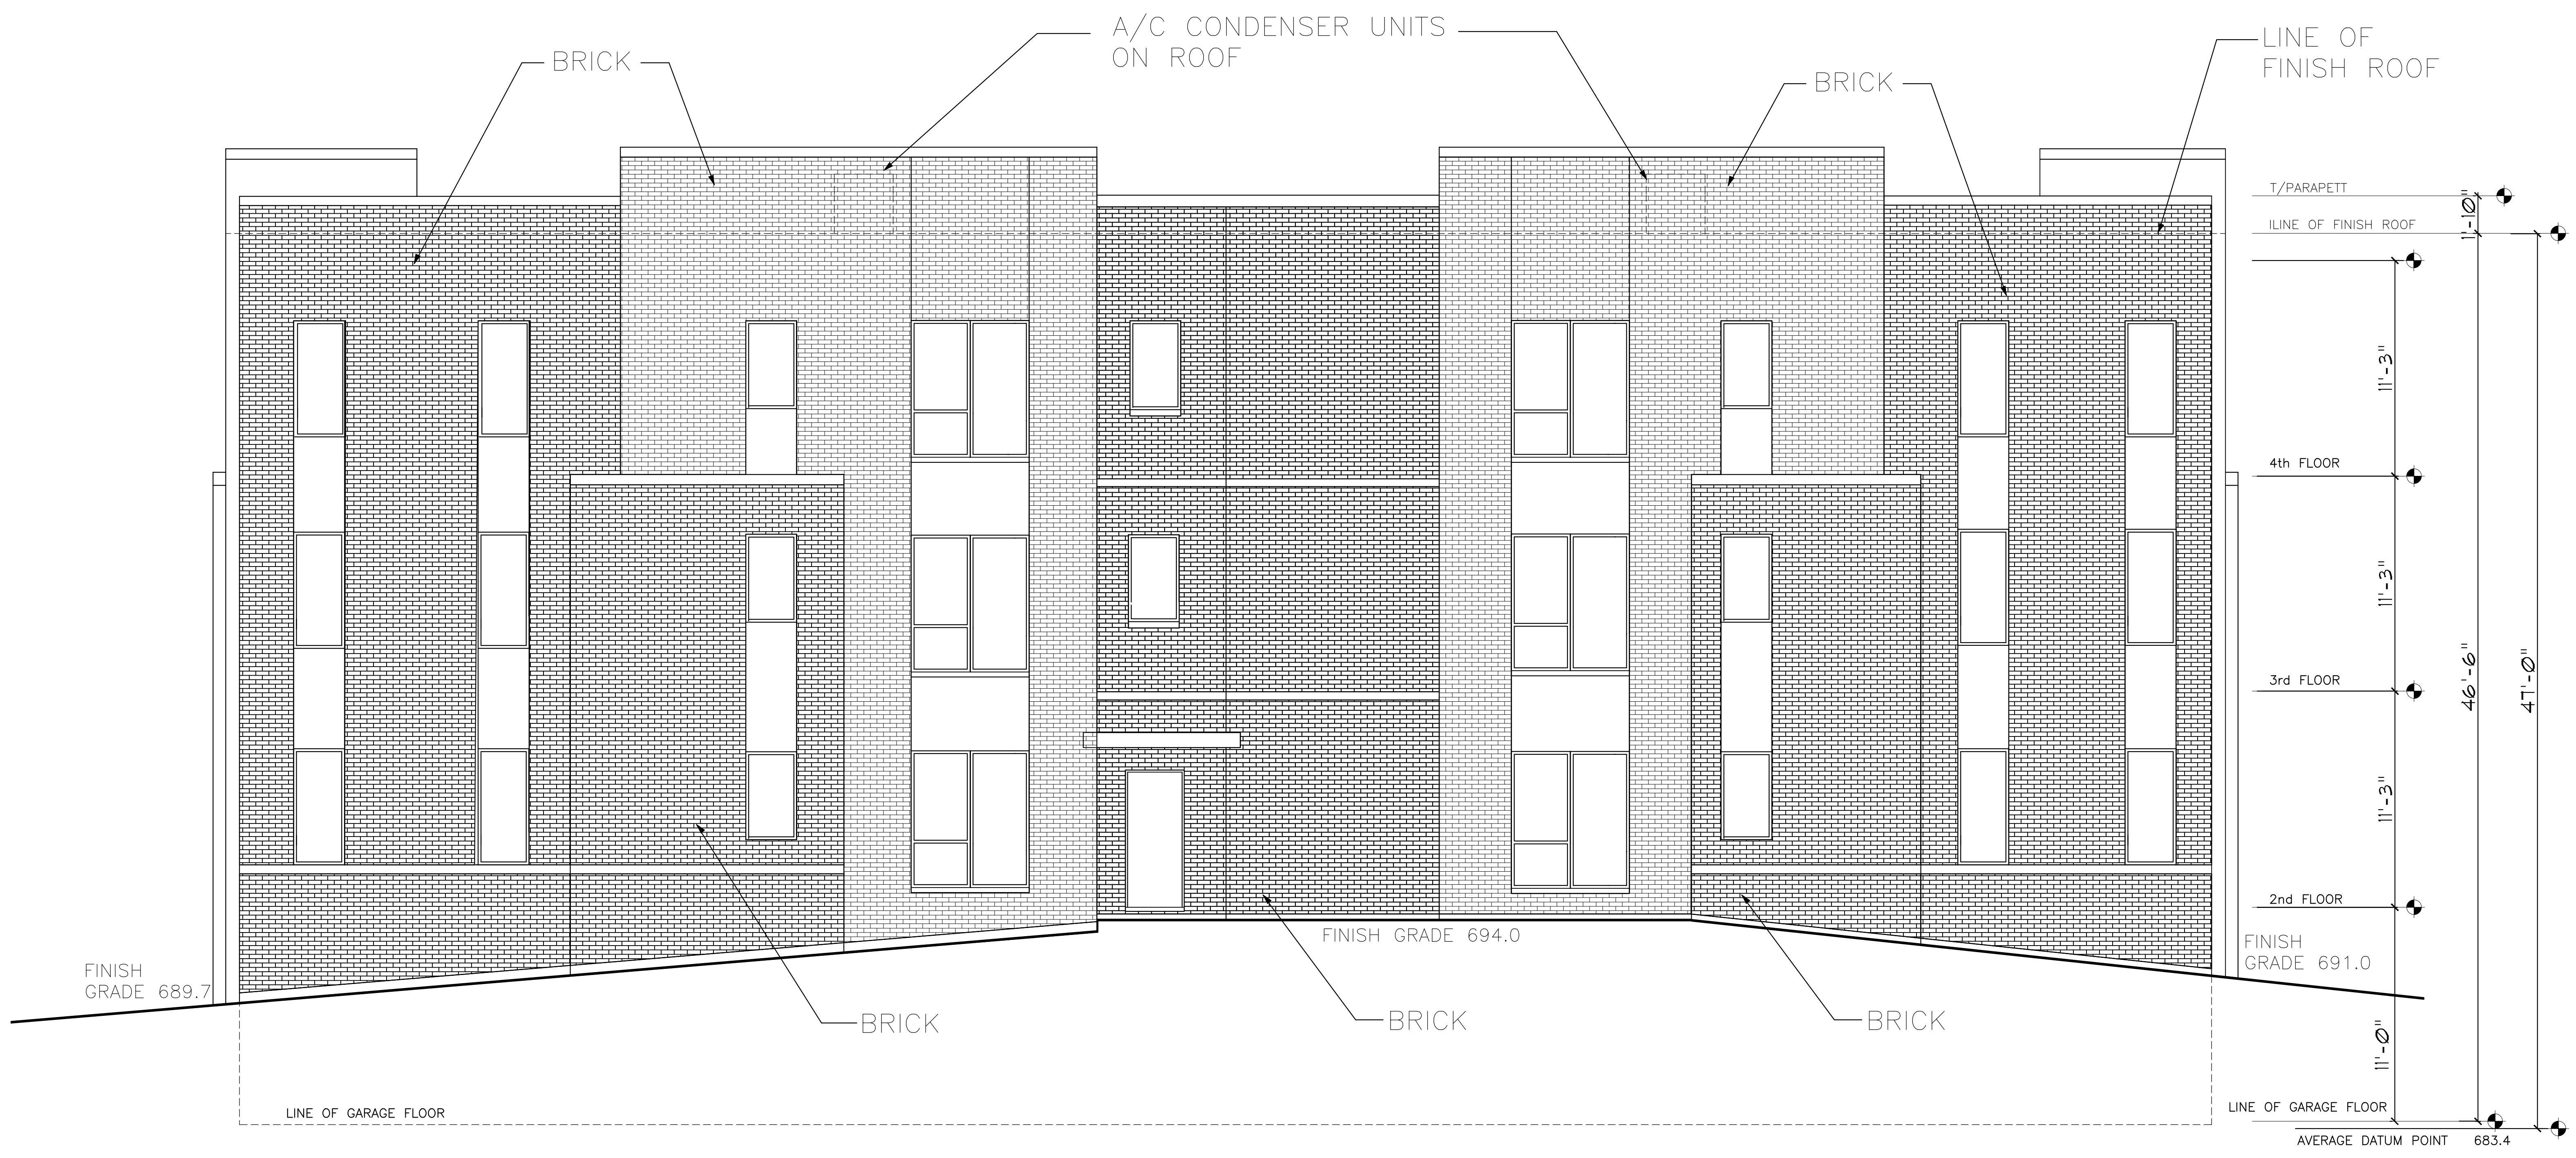 A/C CONDENSER UNITS
ON ROOF
LINE OF
FINISH ROOF
BRICK
BRICK
T/PARAPETT
1'-10"
ILINE OF FINISH ROOF
11'-3"
4th FLOOR
11'-3"
3rd FLOOR
46'-6"
47'-0"
11'-3"
2nd FLOOR
FINISH GRADE 694.0
FINISH
GRADE 691.0
FINISH
GRADE 689.7
BRICK
BRICK
BRICK
11'-0"
LINE OF GARAGE FLOOR
LINE OF GARAGE FLOOR
AVERAGE DATUM POINT 683.4